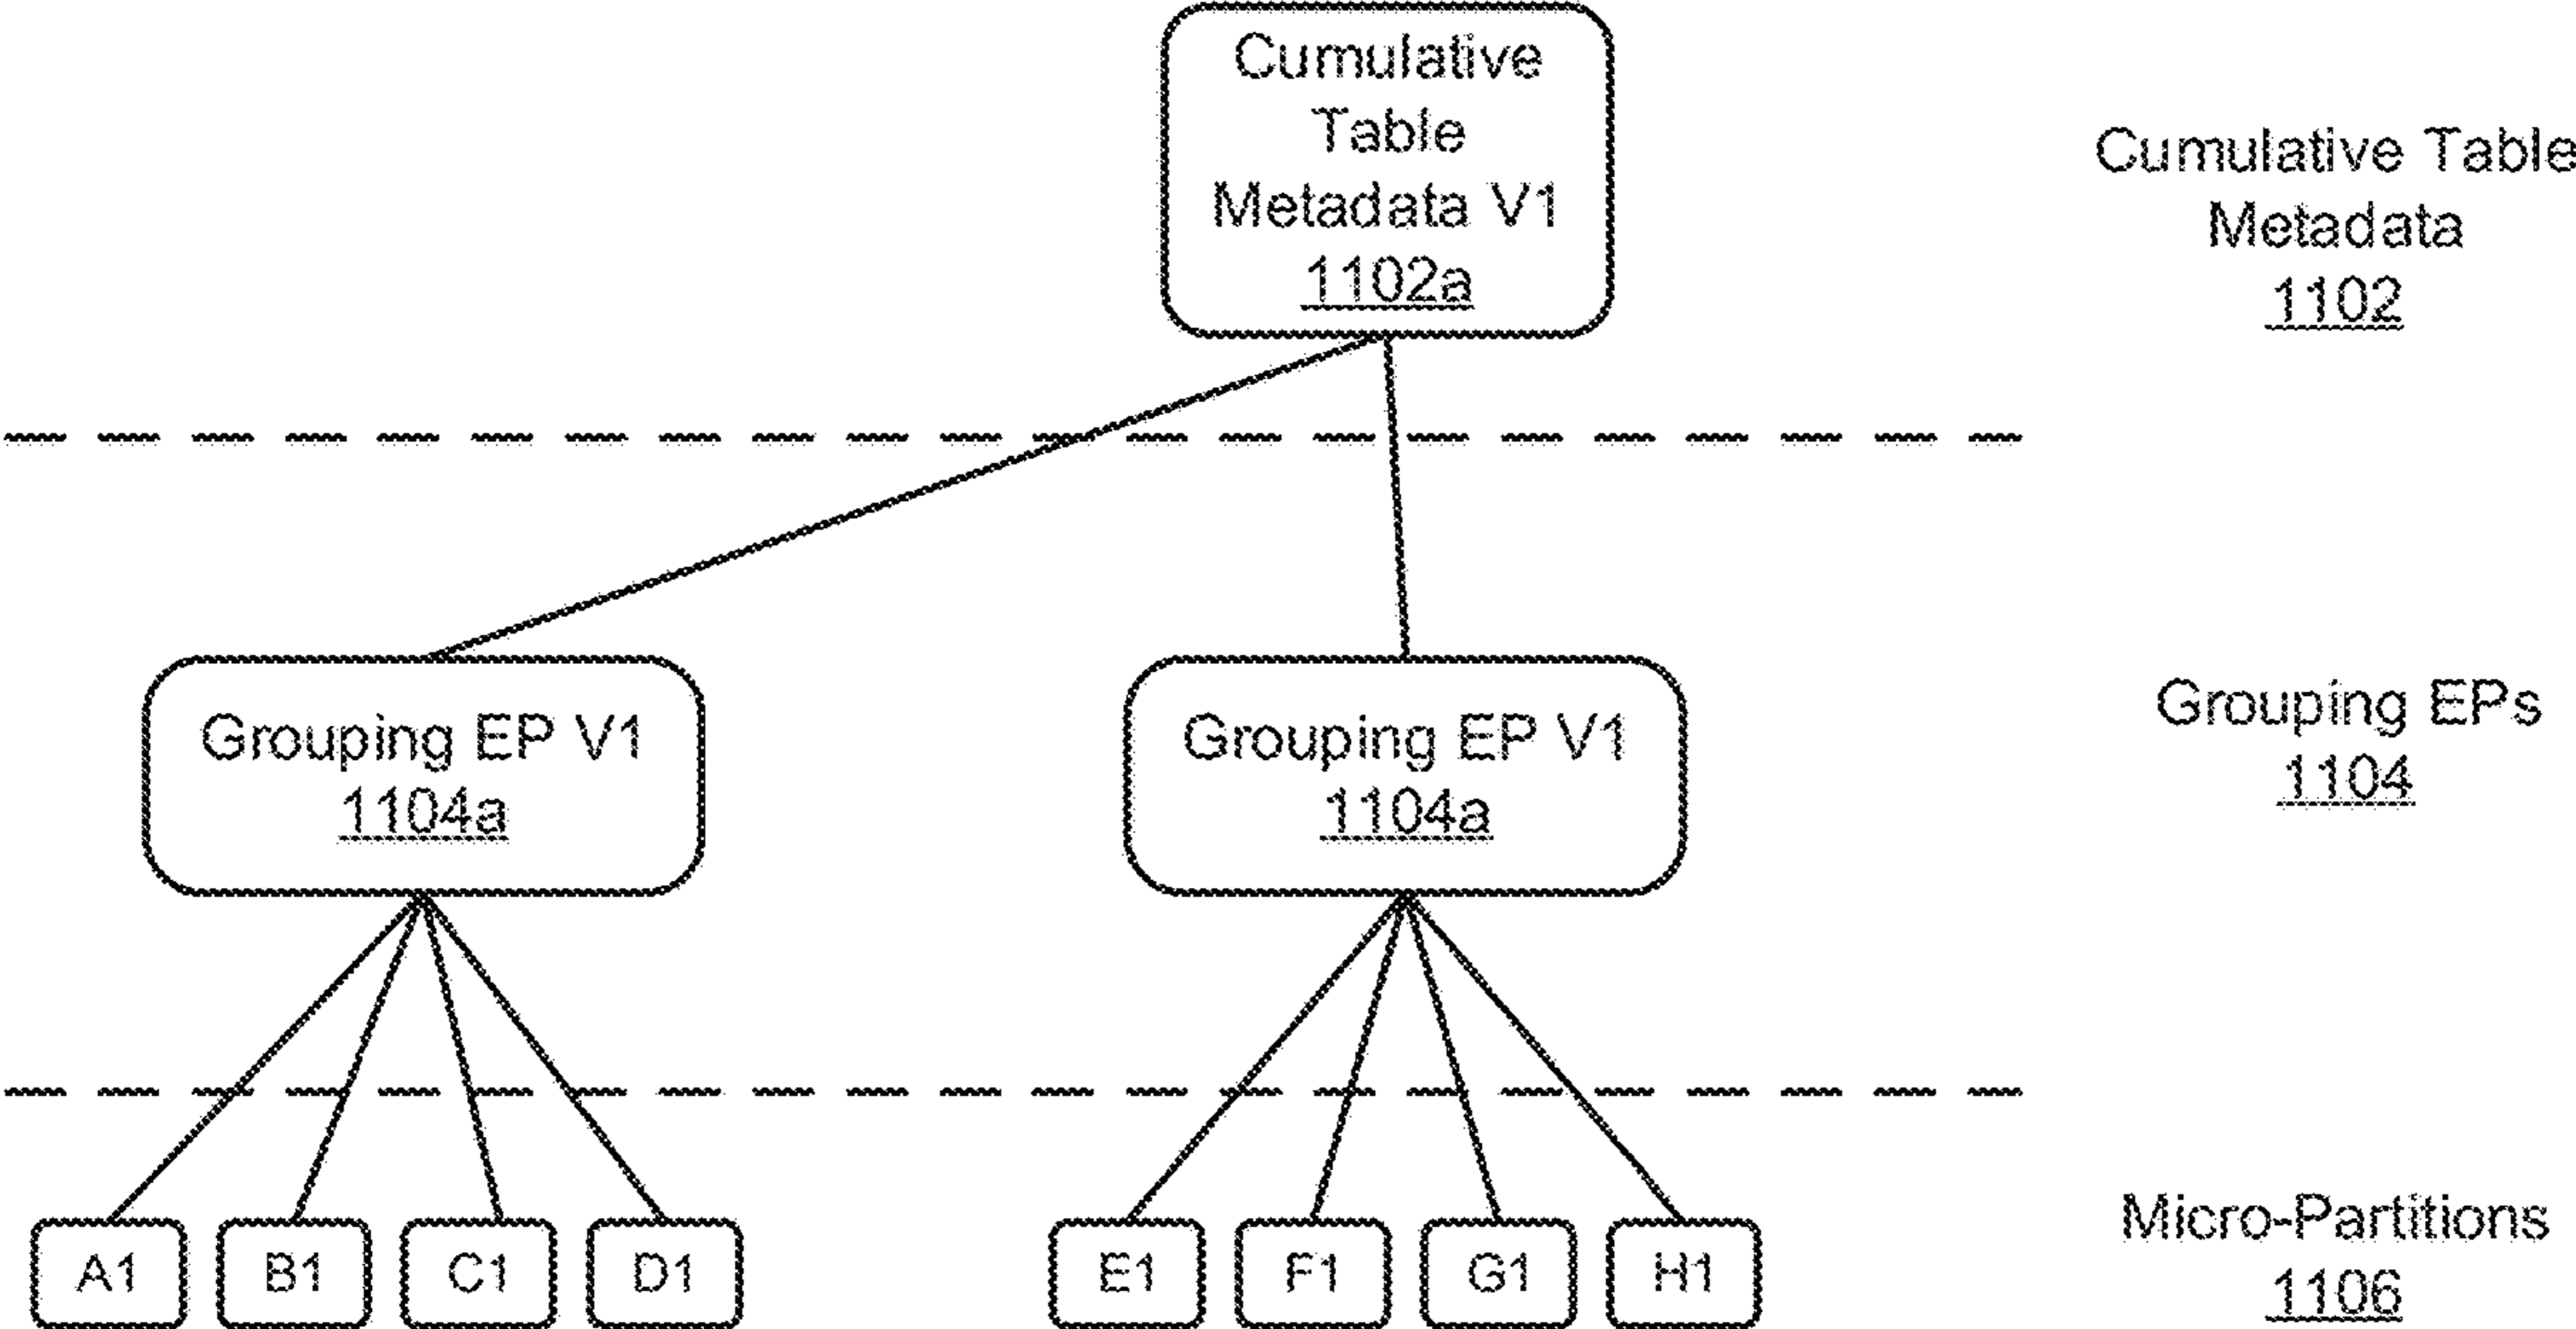 Cumulative
Table
Metadata V1
1102a
Cumulative Table
Metadata
1102
Grouping EP V1
1104a
Grouping EP V1
1104a
Grouping EPs
1104
A1
B1
C1
D1
E1
F1
G1
H1
Micro-Partitions
1106